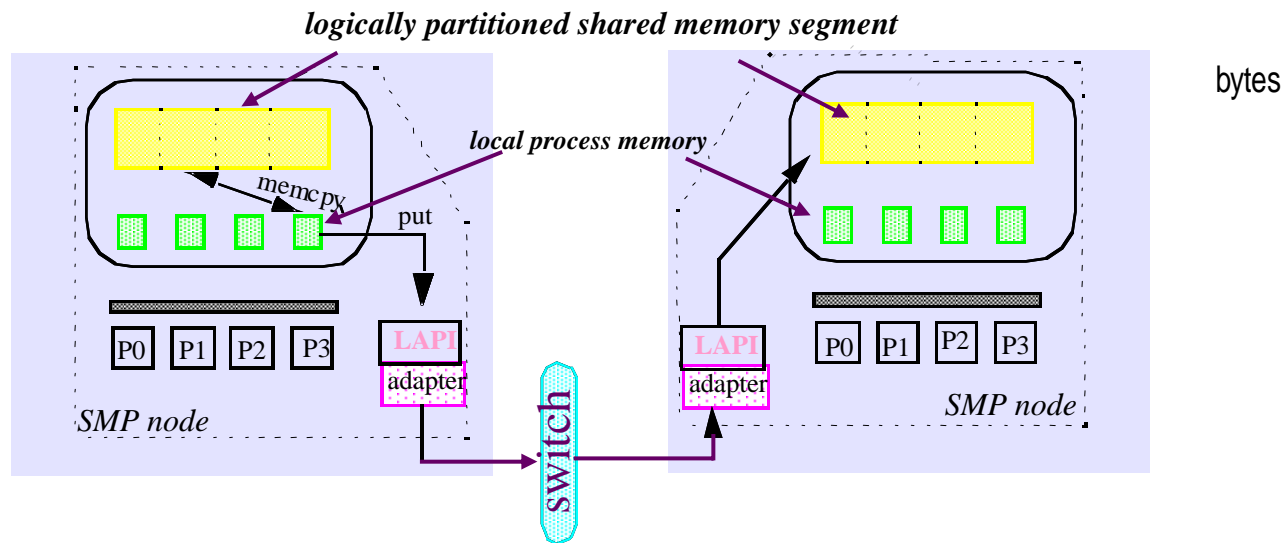 logically partitioned shared memory segment
bytes
local process memory
memcpy
put
LAPI
LAPI
P0 P1 P2 P3
P0 P1 P2 P3
adapter
adapter
SMP node
SMP node
switch